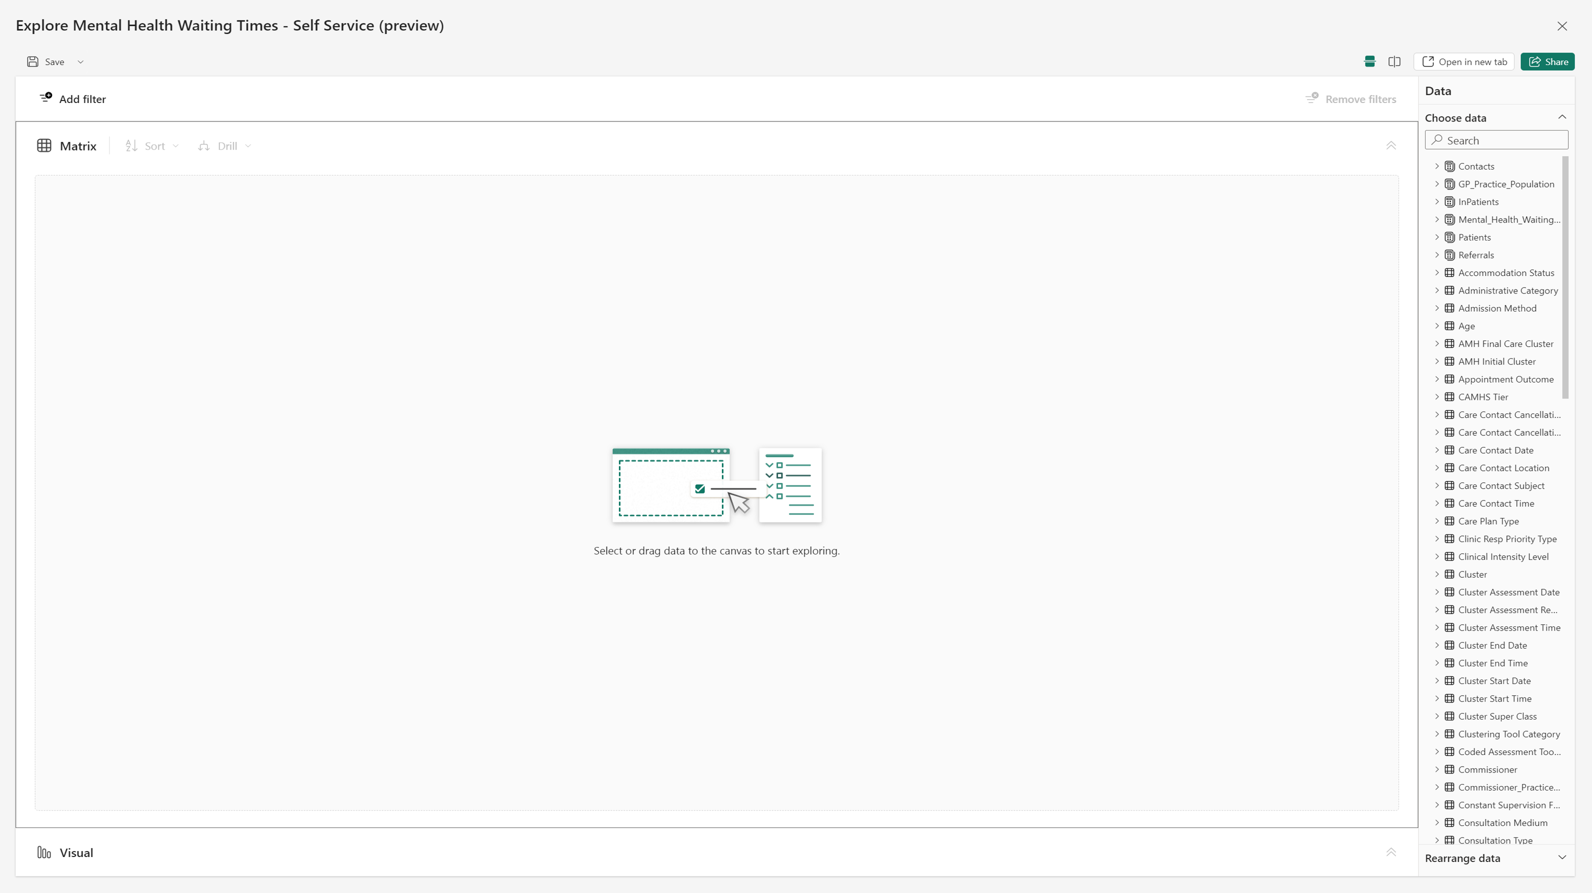 Explore Mental Health Waiting Times - Self Service (preview)
Save
Open in new tab
Share
Add filter
Remove filters
Matrix
Sort
Drill
Select or drag data to the canvas to start exploring.
Visual
Data
Choose data
Search
Contacts
GP_Practice_Population
InPatients
Mental_Health_Waiting...
Patients
Referrals
Accommodation Status
Administrative Category
Admission Method
Age
AMH Final Care Cluster
AMH Initial Cluster
Appointment Outcome
CAMHS Tier
Care Contact Cancellati...
Care Contact Cancellati...
Care Contact Date
Care Contact Location
Care Contact Subject
Care Contact Time
Care Plan Type
Clinic Resp Priority Type
Clinical Intensity Level
Cluster
Cluster Assessment Date
Cluster Assessment Re...
Cluster Assessment Time
Cluster End Date
Cluster End Time
Cluster Start Date
Cluster Start Time
Cluster Super Class
Clustering Tool Category
Coded Assessment Too...
Commissioner
Commissioner_Practice...
Constant Supervision F...
Consultation Medium
Consultation Type
Rearrange data